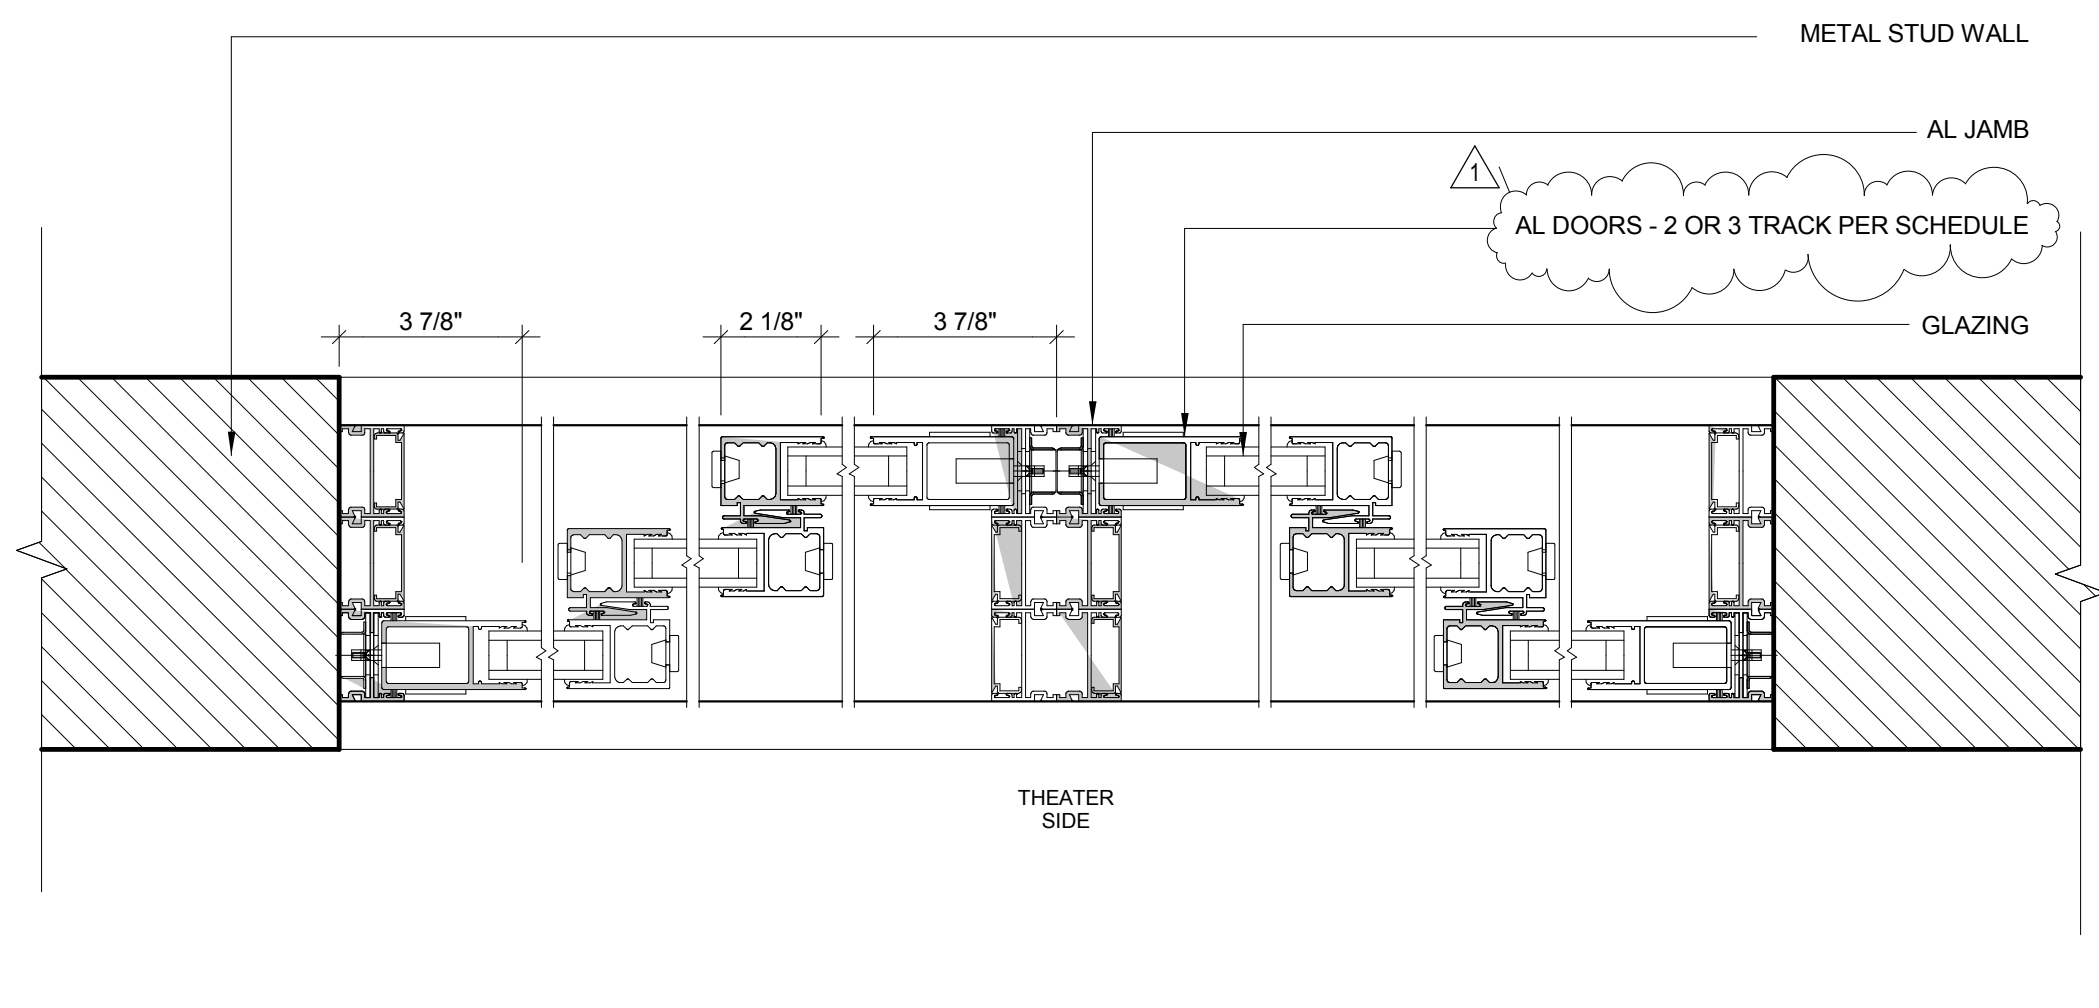 METAL STUD WALL
AL JAMB
1
AL DOORS - 2 OR 3 TRACK PER SCHEDULE
3 7/8"
2 1/8"
3 7/8"
GLAZING
THEATER
SIDE